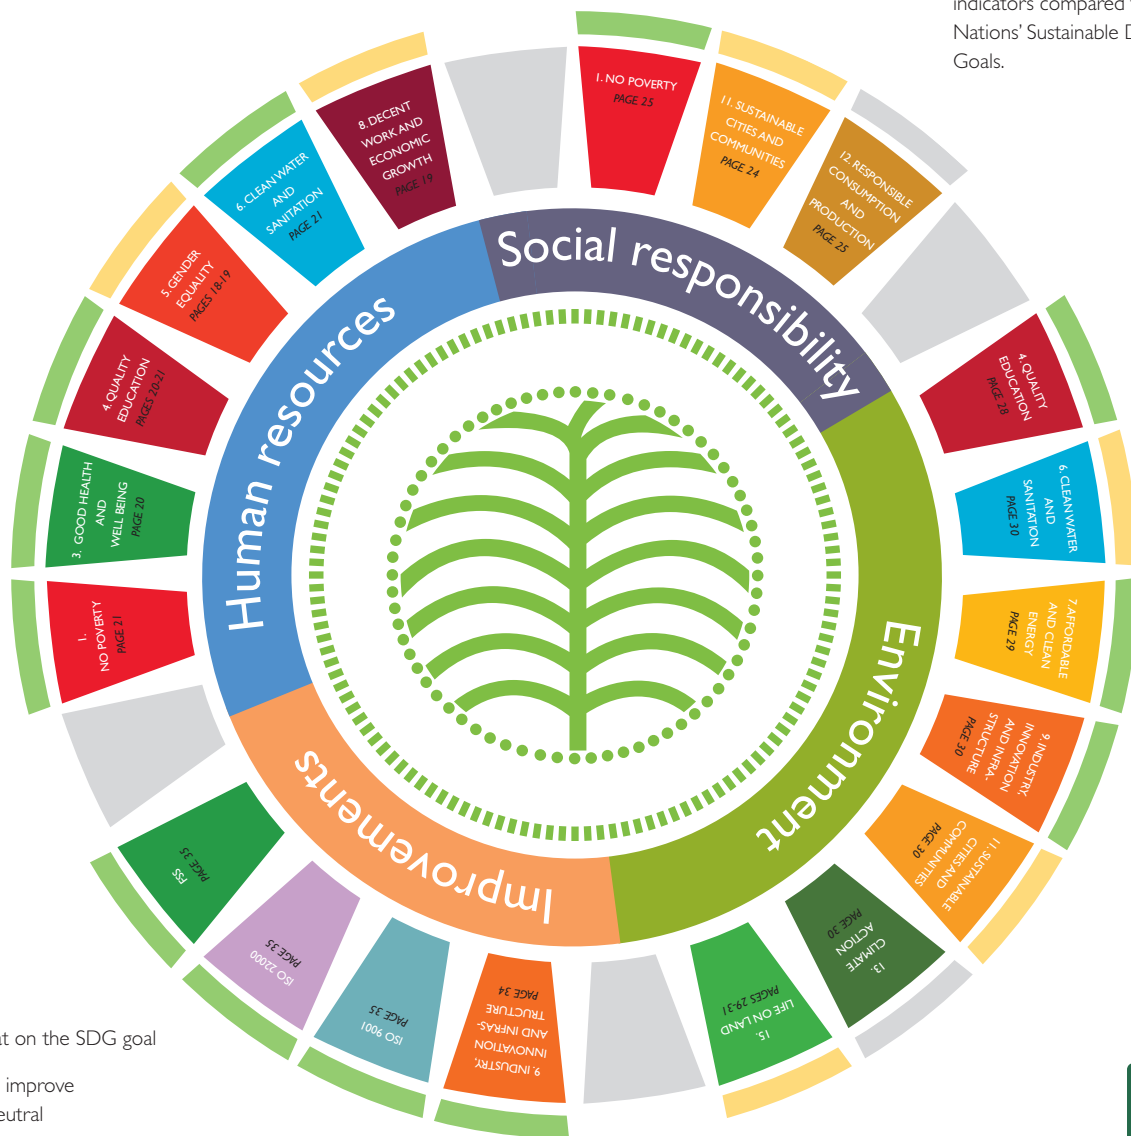 indicators compared
Nations' Sustainable
Goals.
1. NO POVERTY
PAGE 25
11. SUSTAINABLE
CITIES AND
COMMUNITIES
PAGE 24
12. RESPONSIBLE
CONSUMPTION
AND
PRODUCTION
PAGE 25
4. QUALITY
EDUCATION
PAGE 28
6. CLEAN WATER
AND
SANITATION
PAGE 30
7. AFFORDABLE
AND CLEAN
ENERGY
PAGE 29
9. INDUSTRY,
INNOVATION
AND INFRA-
STRUCTURE
PAGE 30
11. SUSTAINABLE
CITIES AND
COMMUNITIES
PAGE 30
13.
CLIMATE
ACTION
PAGE 30
15.
LIFE ON LAND
PAGES 29-31
9. INDUSTRY,
INNOVATION
AND INFRAS-
TRUCTURE
PAGE 34
ISO 9001
PAGE 35
ISO 22000
PAGE 35
FSS
PAGE 35
1.
NO POVERTY
PAGE 21
3. GOOD HEALTH
AND
WELL BEING
PAGE 20
4. QUALITY
EDUCATION
PAGES 20-21
5. GENDER
EQUALITY
PAGES 18-19
6. CLEAN WATER
AND
SANITATION
PAGE 21
8. DECENT
WORK AND
ECONOMIC
GROWTH
PAGE 19
Social responsibility
Environment
Improvements
Human resources
on the SDG goal
improve